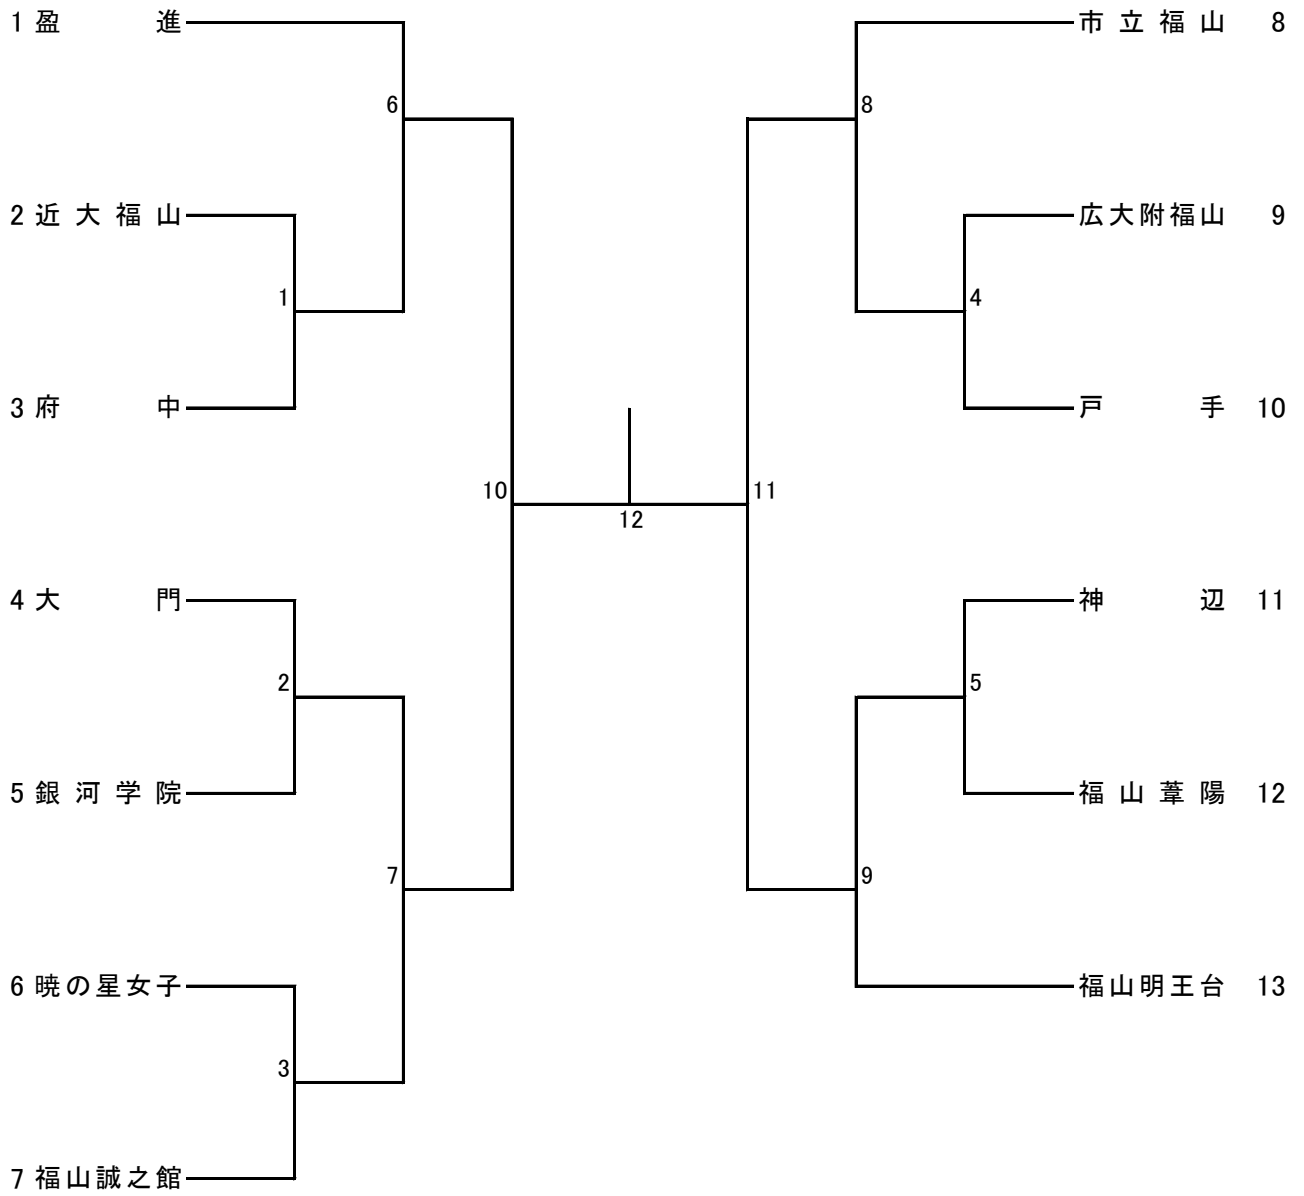 1 盈進
市立福山 8
6
8
2 近大福山
広大附福山 9
1
4
3 府中
戸手 10
10
11
12
4 大門
神辺 11
2
5
5 銀河学院
福山葦陽 12
7
9
6 暁の星女子
福山明王台 13
3
7 福山誠之館